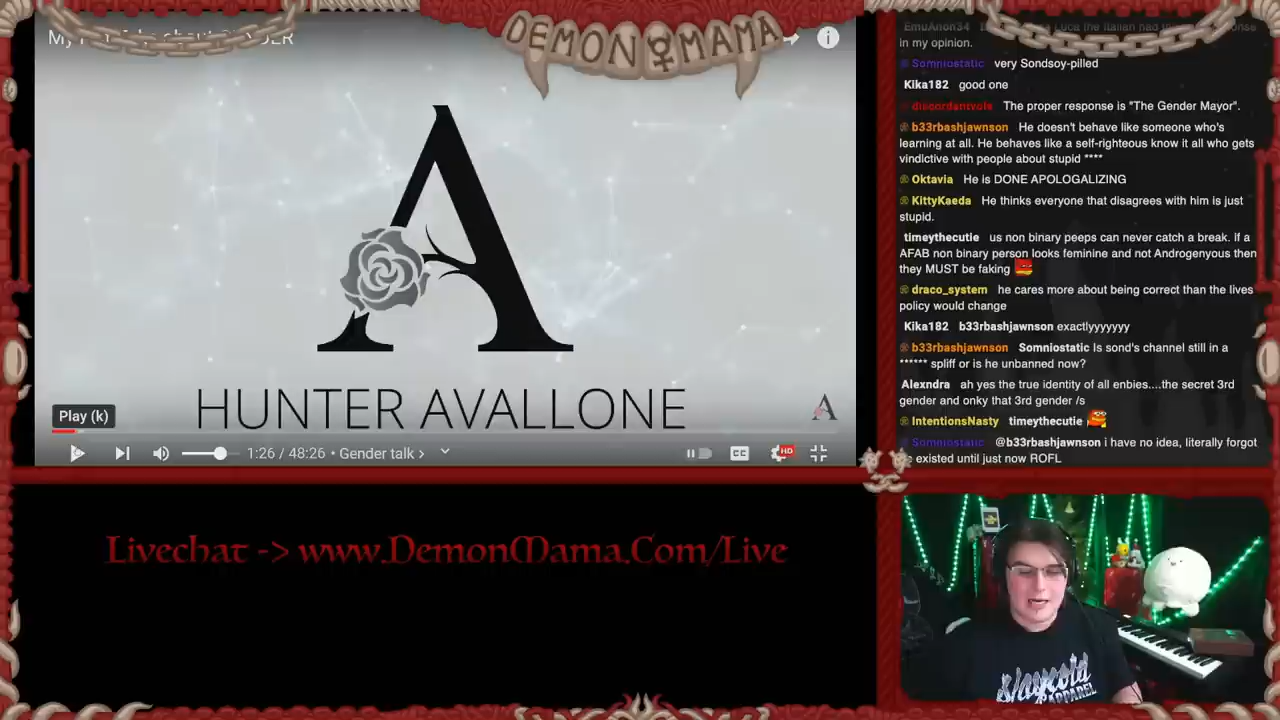 DEMON MAMA
1:26 / 48:26 • Gender talk ›
Play (k)
HUNTER AVALLONE
CC
HD
EmuAnon34
in my opinion.
Somniostatic very Sondsoy-pilled
Kika182 good one
The proper response is "The Gender Mayor".
b33rbashjawnson He doesn't behave like someone who's
learning at all. He behaves like a self-righteous know it all who gets
vindictive with people about stupid ****
Oktavia He is DONE APOLOGALIZING
KittyKaeda He thinks everyone that disagrees with him is just
stupid.
timeythecutie us non binary peeps can never catch a break. If a
AFAB non binary person looks feminine and not Androgenyous then
they MUST be faking
draco_system he cares more about being correct than the lives
policy would change
Kika182 b33rbashjawnson exactlyyyyyyy
b33rbashjawnson Somniostatic Is sond's channel still in a
****** spliff or is he unbanned now?
Alexndra ah yes the true identity of all enbies....the secret 3rd
gender and onky that 3rd gender /s
IntentionsNasty timeythecutie
Somniostatic @b33rbashjawnson i have no idea, literally forgot
existed until just now ROFL
Livechat -> www.DemonMama.Com/Live
slaycold
APPAREL